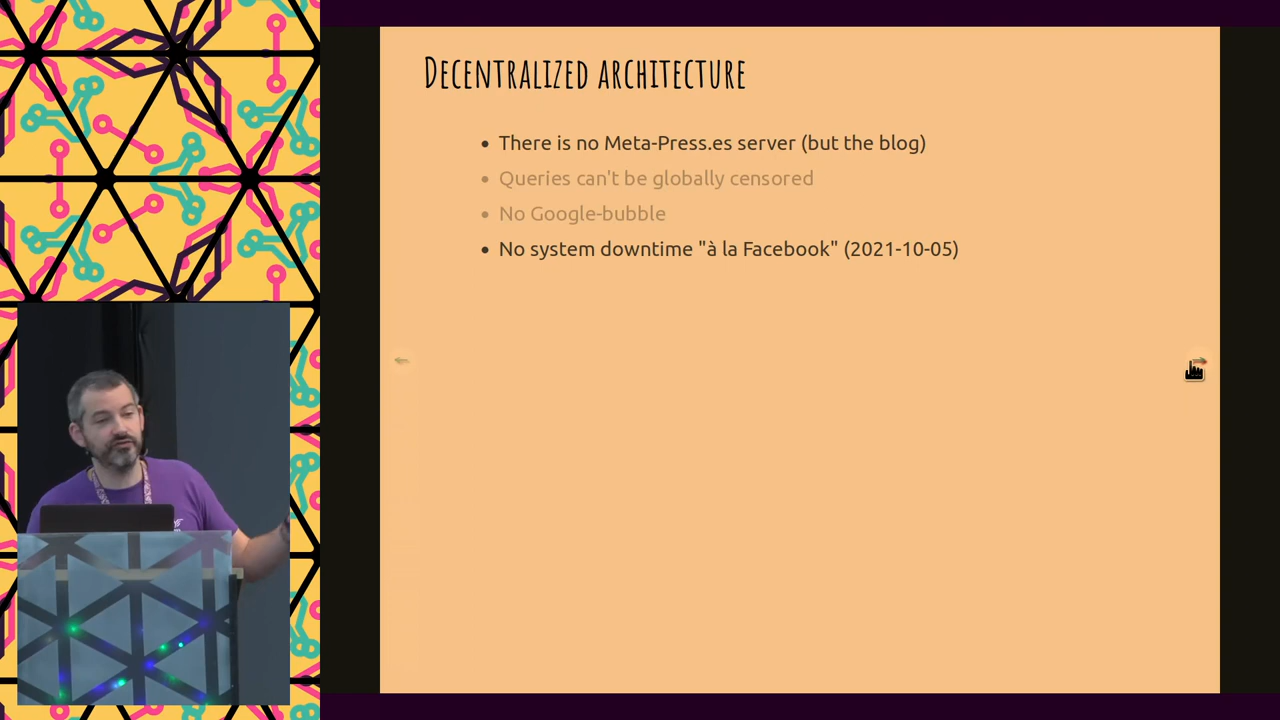 Decentralized architecture
There is no Meta-Press.es server (but the blog)
Queries can't be globally censored
No Google-bubble
No system downtime "à la Facebook" (2021-10-05)